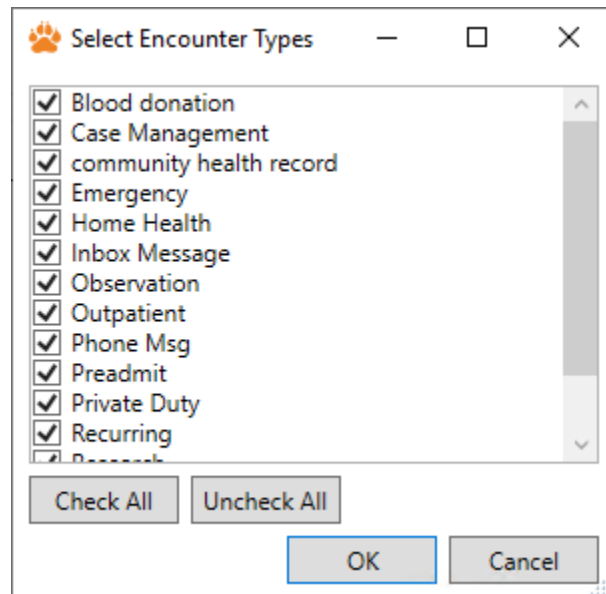 Select Encounter Types
Blood donation
Case Management
community health record
Emergency
Home Health
Inbox Message
Observation
Outpatient
Phone Msg
Preadmit
Private Duty
Recurring
Research
Check All Uncheck All
OK Cancel